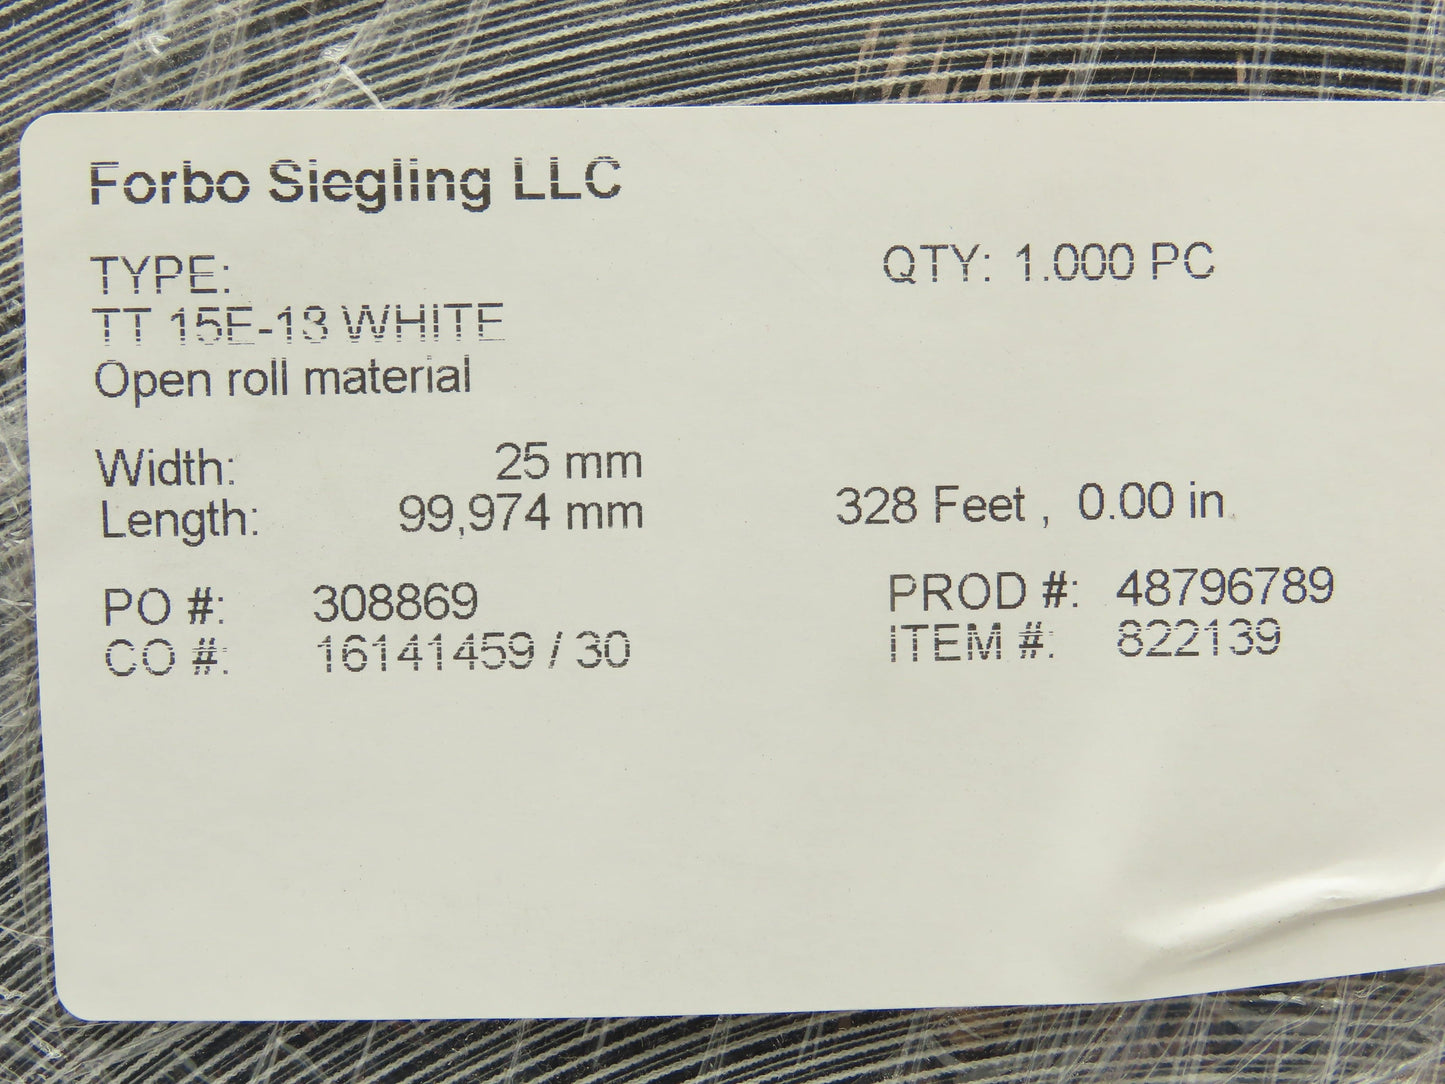 Forbo Siegling LLC
TYPE:
QTY: 1.000 PC
TT 15E-18 WHITE
Open roll material
Width: 25 mm
Length: 99,974 mm 328 Feet , 0.00 in
PO #: 308869 PROD #: 48796789
CO #: 16141459 / 30 ITEM #: 822139